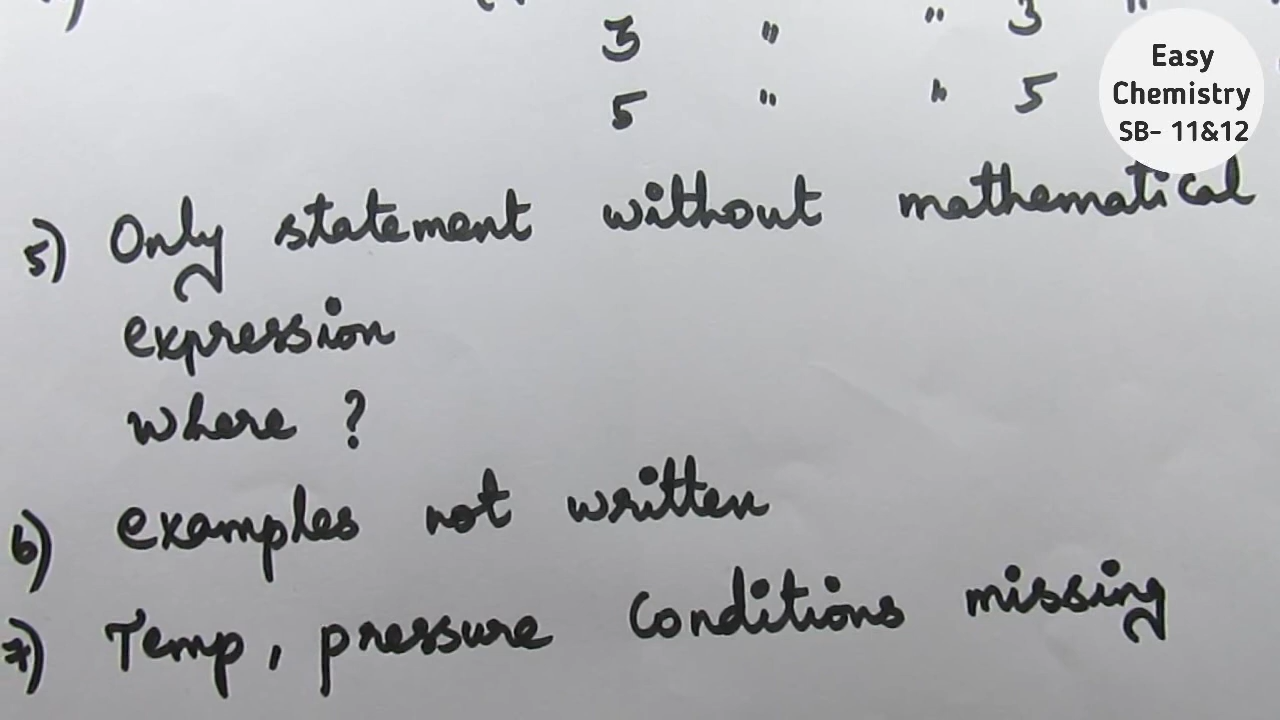 3 " " 3 "
5 " " 5
Easy
Chemistry
SB- 11&12
5) Only statement without mathematical
expression
where ?
6) examples not written
7) Temp, pressure conditions missing